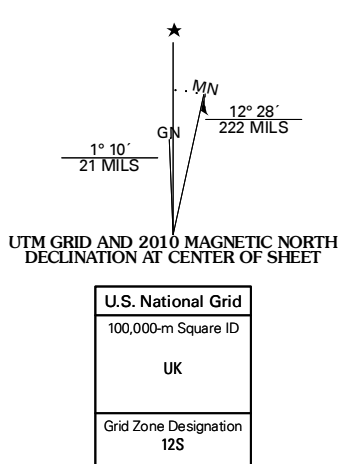 MN
GN
12° 28´
222 MILS
1° 10´
21 MILS
UTM GRID AND 2010 MAGNETIC NORTH
DECLINATION AT CENTER OF SHEET
U.S. National Grid
100,000-m Square ID
UK
Grid Zone Designation
12S